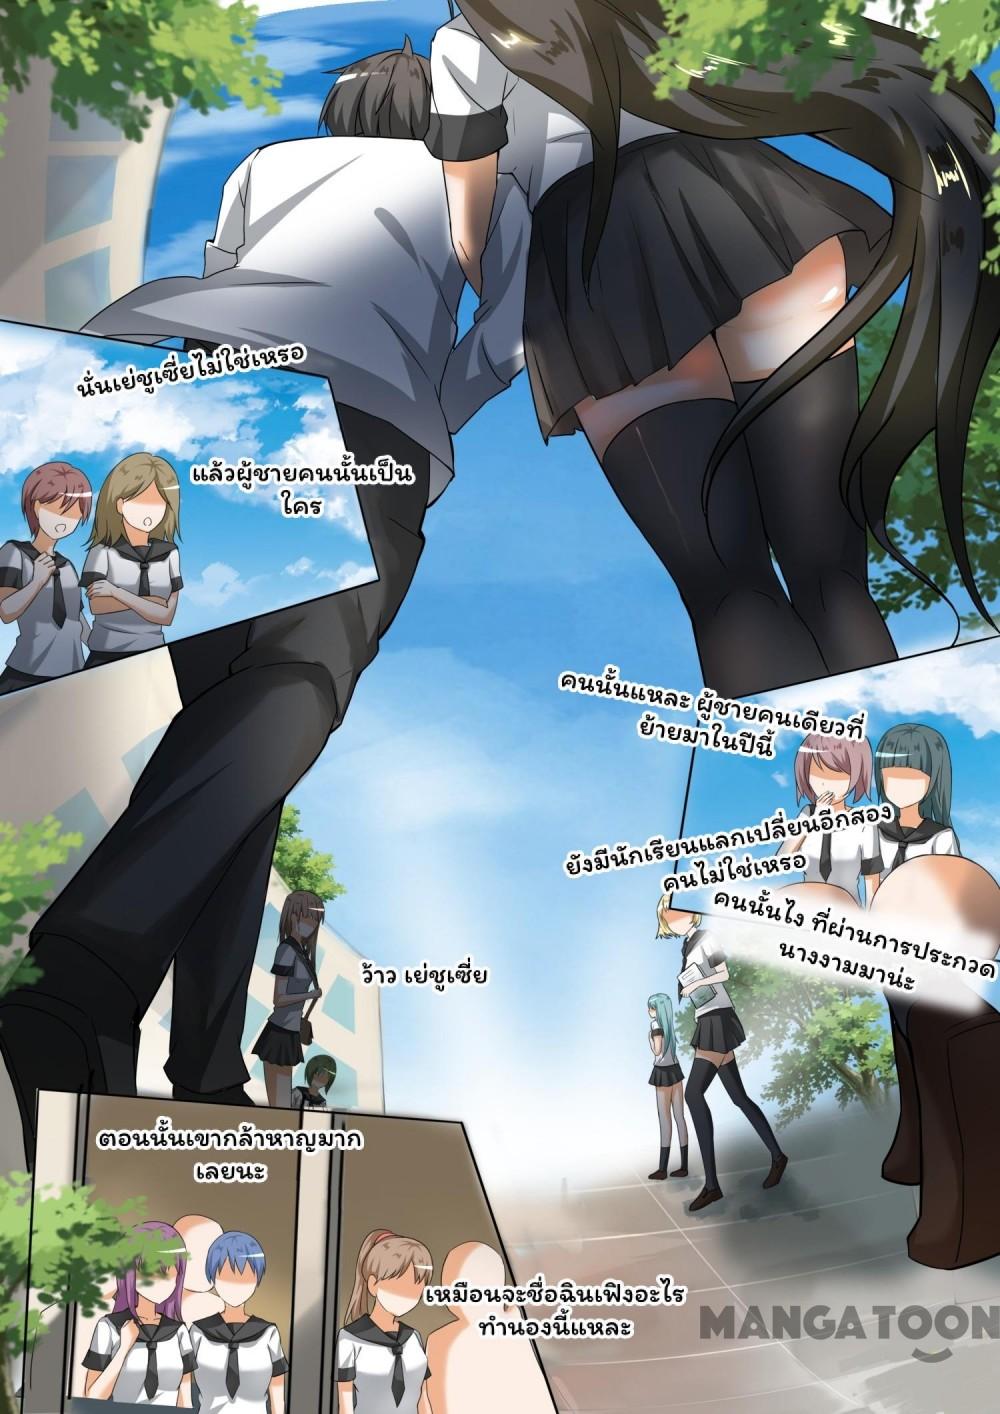 นั่นเย่ชูเซี่ยไม่ใช่เหรอ
แล้วผู้ชายคนนั้นเป็น
ใคร
คนนั้นแหละ ผู้ชายคนเดียวที่
ย้ายมาในปีนี้
ยังมีนักเรียนแลกเปลี่ยนอีกสอง
คนไม่ใช่เหรอ
คนนั้นไง ที่ผ่านการประกวด
นางงามมาน่ะ
ว้าว เย่ชูเซี่ย
ตอนนั้นเขากล้าหาญมาก
เลยนะ
เหมือนจะชื่อฉินเฟิงอะไร
ทำนองนี้แหละ
MANGATOON